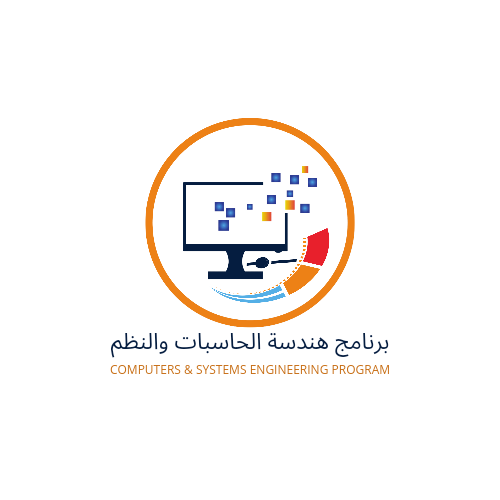 برنامج هندسة الحاسبات والنظم
COMPUTERS & SYSTEMS ENGINEERING PROGRAM